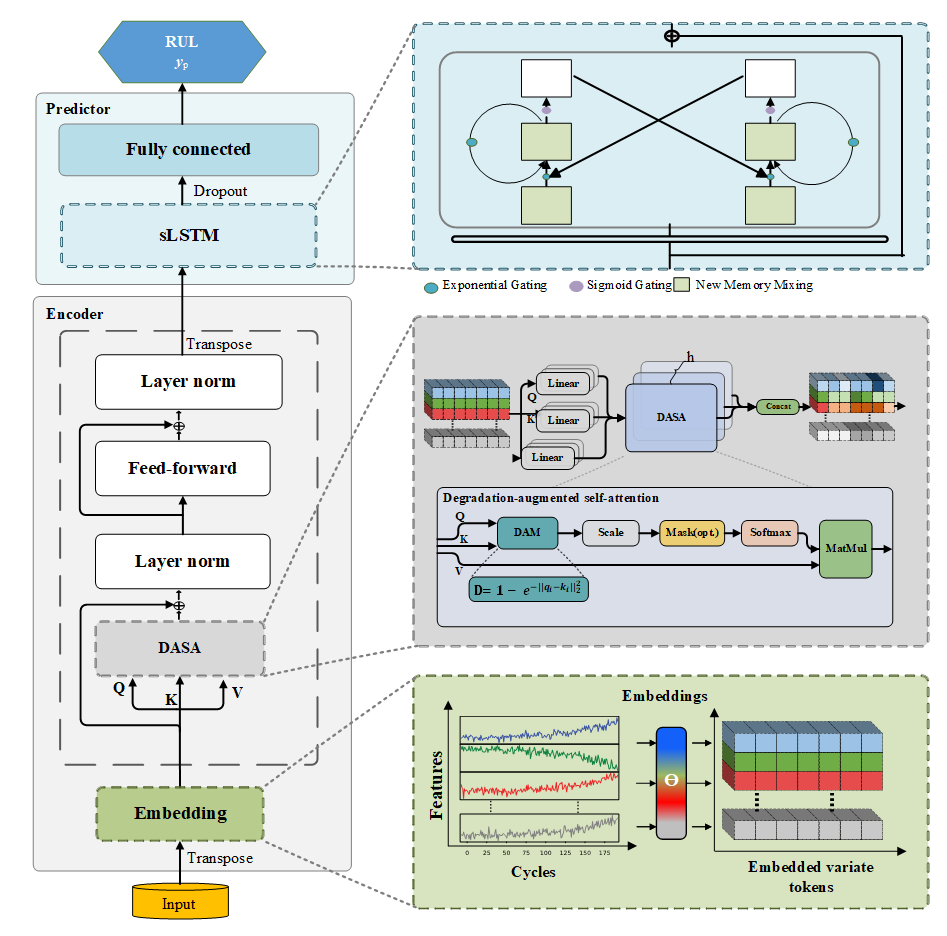 RUL
yₚ
Predictor
Fully connected
Dropout
sLSTM
Exponential Gating
Sigmoid Gating
New Memory Mixing
Encoder
Transpose
Layer norm
Feed-forward
Layer norm
DASA
Q
K
V
Embedding
Transpose
Input
h
Linear
Q
Linear
K
Linear
DASA
Concat
Degradation-augmented self-attention
Q
K
V
DAM
Scale
Mask(opt.)
Softmax
MatMul
D= 1 − e^{−||q_i−k_i||_2^2}
Embeddings
Features
0 25 50 75 100 125 150 175
Cycles
Θ
Embedded variate
tokens